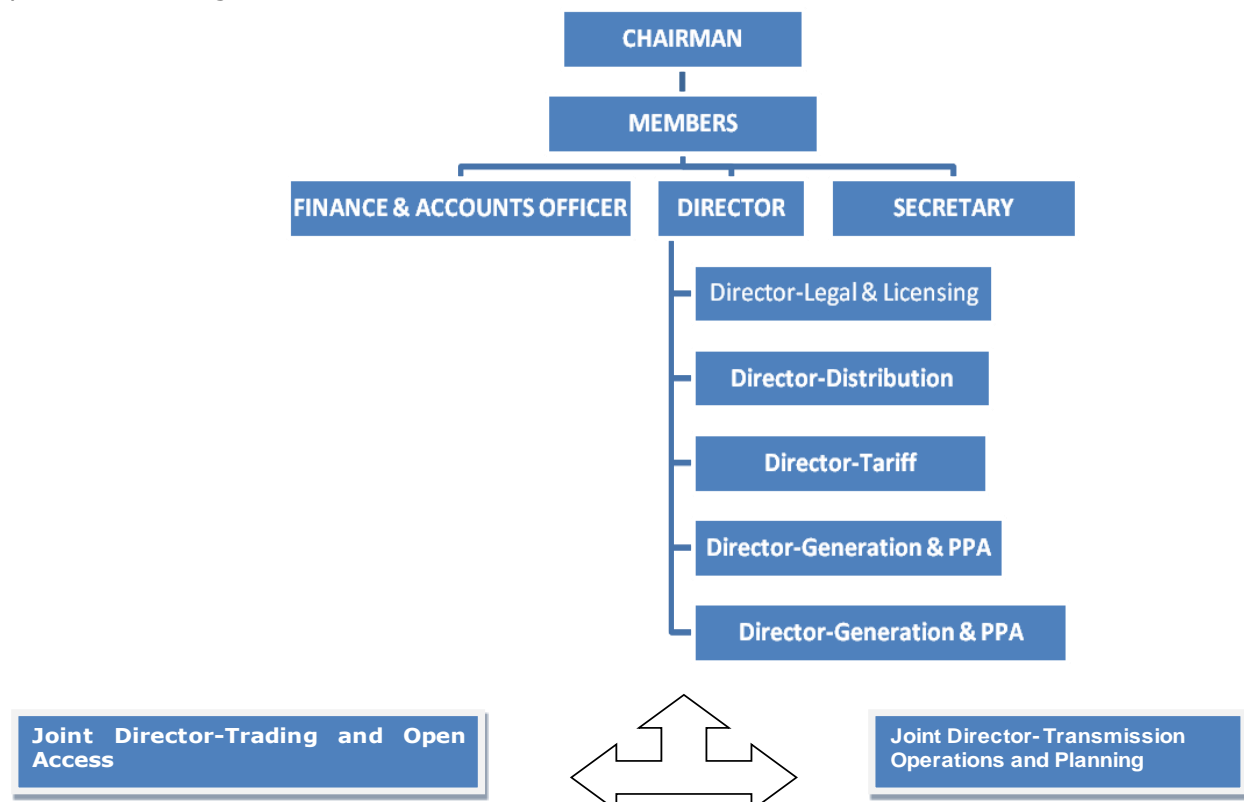 CHAIRMAN
MEMBERS
FINANCE & ACCOUNTS OFFICER
DIRECTOR
SECRETARY
Director-Legal & Licensing
Director-Distribution
Director-Tariff
Director-Generation & PPA
Director-Generation & PPA
Joint Director-Trading and Open
Access
Joint Director-Transmission
Operations and Planning